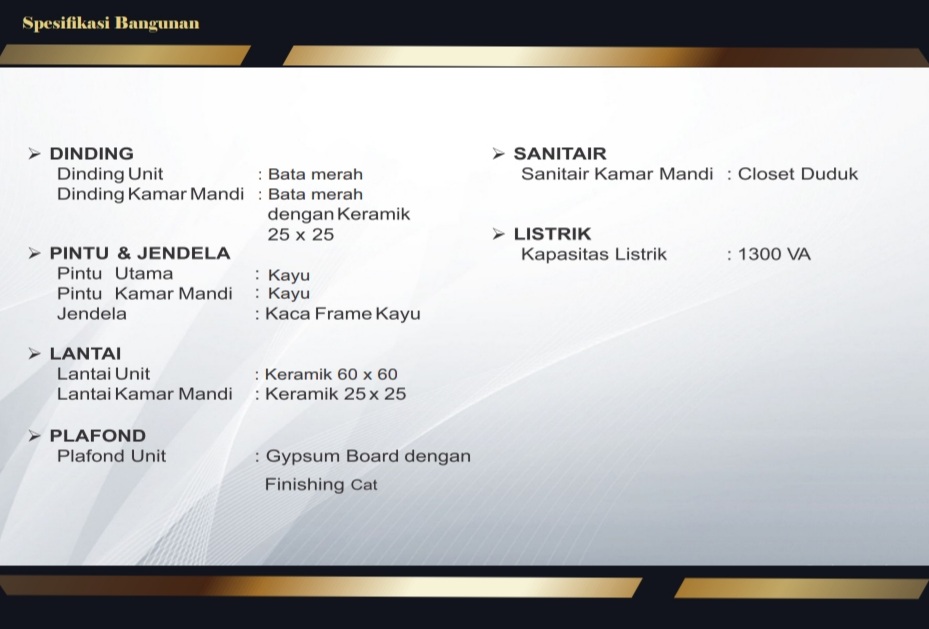 Spesifikasi Bangunan
➢ DINDING
Dinding Unit : Bata merah
Dinding Kamar Mandi : Bata merah
dengan Keramik
25 x 25
➢ PINTU & JENDELA
Pintu Utama : Kayu
Pintu Kamar Mandi : Kayu
Jendela : Kaca Frame Kayu
➢ LANTAI
Lantai Unit : Keramik 60 x 60
Lantai Kamar Mandi : Keramik 25 x 25
➢ PLAFOND
Plafond Unit : Gypsum Board dengan
Finishing Cat
➢ SANITAIR
Sanitair Kamar Mandi : Closet Duduk
➢ LISTRIK
Kapasitas Listrik : 1300 VA